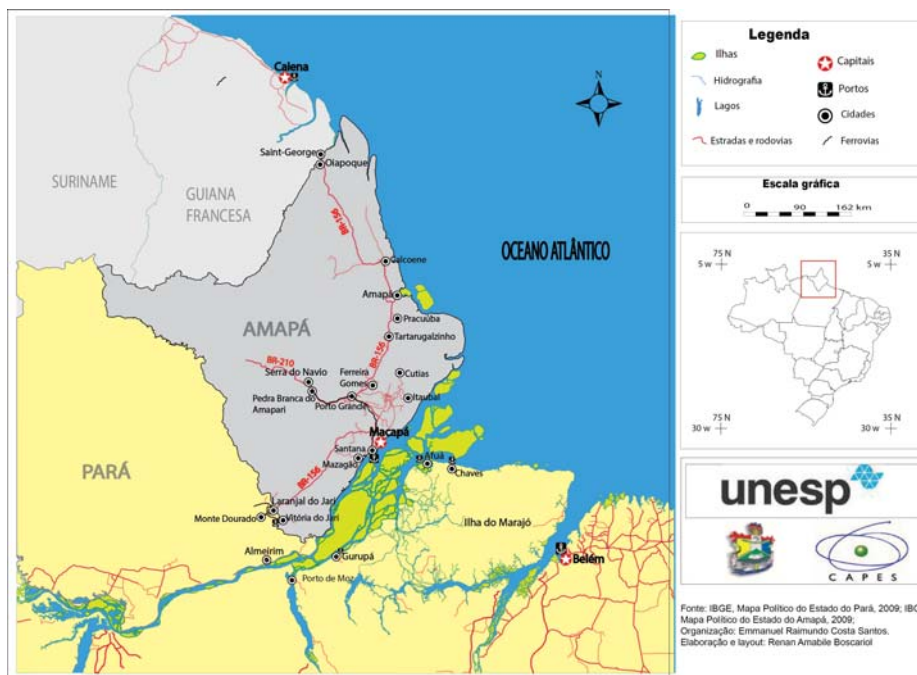 Caiena
N
Saint-George
Oiapoque
SURINAME
GUIANA
FRANCESA
BR-156
OCEANO ATLÂNTICO
Calcoene
Amapá
AMAPÁ
Pracuúba
Tartarugalzinho
BR-156
BR-210
Serra do Navio
Ferreira
Gomes
Cutias
Pedra Branca do
Amapari
Porto Grande
Itaubal
Macapá
Santana
Mazagão
BR-156
Afuá
Chaves
PARÁ
Laranjal do Jari
Monte Dourado
Vitória do Jari
Ilha do Marajó
Almeirim
Gurupá
Belém
Porto de Moz
Legenda
Ilhas
Hidrografia
Lagos
Estradas e rodovias
Capitais
Portos
Cidades
Ferrovias
Escala gráfica
0 90 162 km
75 N 35 N
5 w 5 w
75 35
30 w 30 w
unesp
CAPES
Fonte: IBGE, Mapa Político do Estado do Pará, 2009; IBG
Mapa Político do Estado do Amapá, 2009;
Organização: Emmanuel Raimundo Costa Santos.
Elaboração e layout: Renan Amabile Boscariol